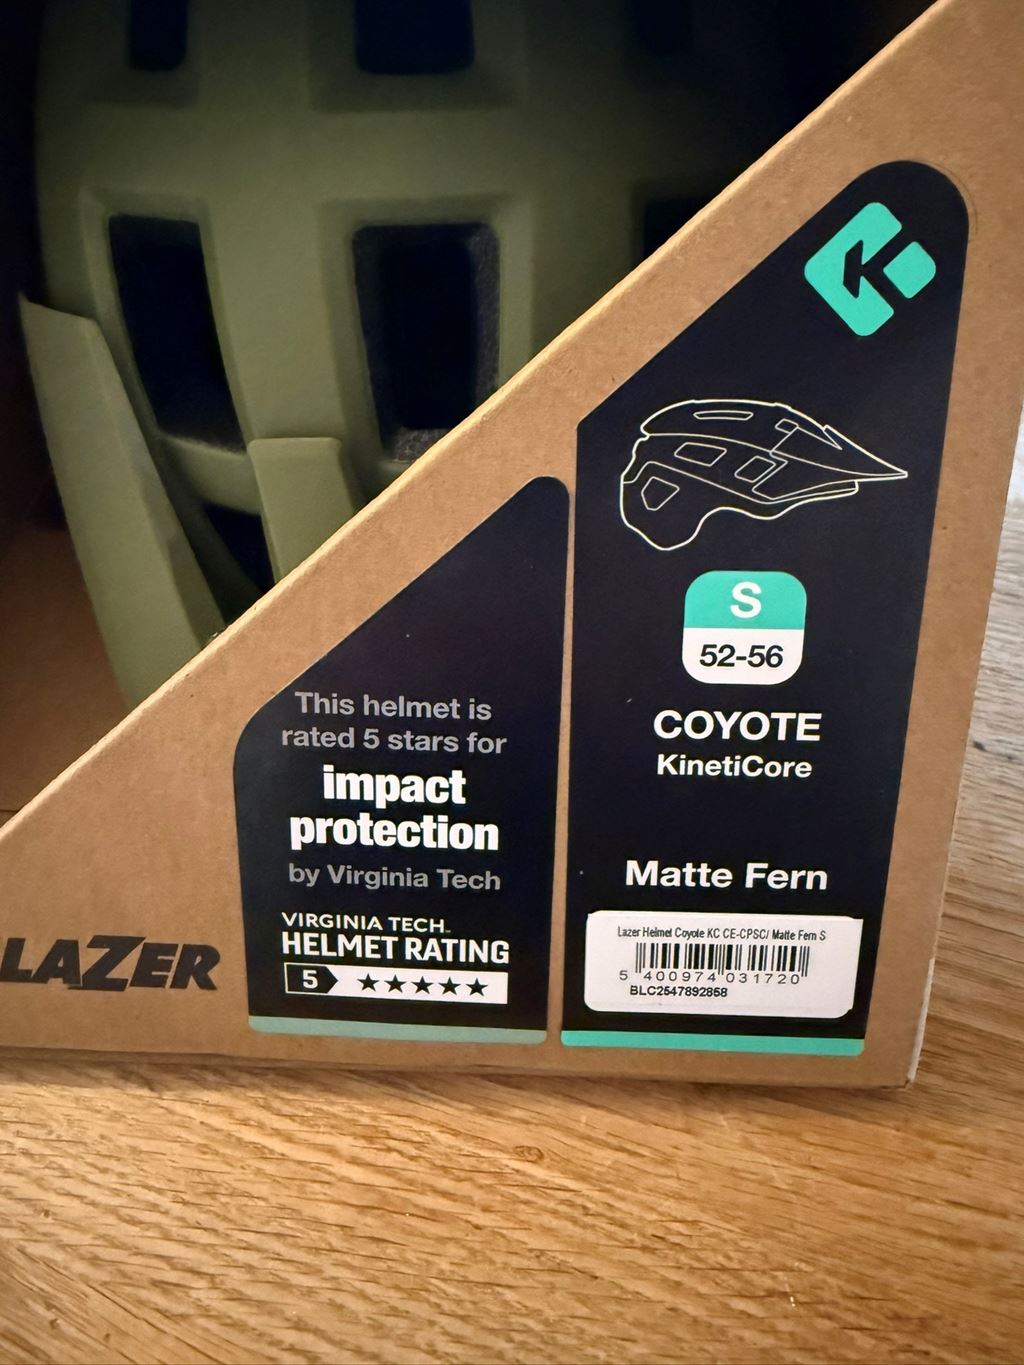 S
52-56
COYOTE
KinetiCore
Matte Fern
Lazer Helmet Coyote KC CE-CPSC/ Matte Fern S
5 400974 031720
BLC2547892858
This helmet is
rated 5 stars for
impact
protection
by Virginia Tech
VIRGINIA TECH™
HELMET RATING
5 ★★★★★
LAZER